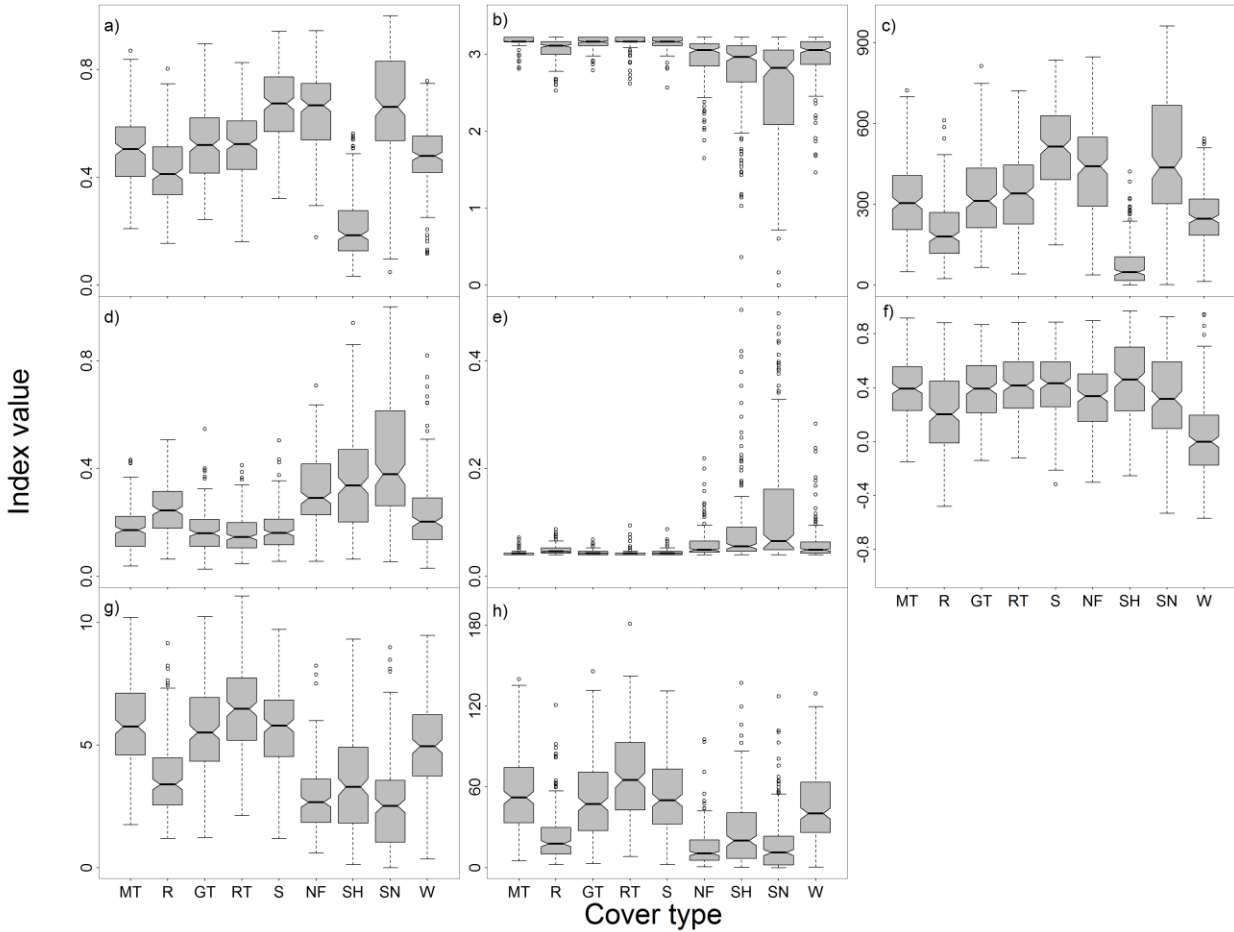 a)
0.8
0.4
0.0
b)
3
2
1
0
c)
900
600
300
0
d)
0.8
0.4
0.0
e)
0.4
0.2
0.0
f)
0.8
0.4
0.0
-0.4
-0.8
MT R GT RT S NF SH SN W
g)
10
5
0
MT R GT RT S NF SH SN W
h)
180
120
60
0
MT R GT RT S NF SH SN W
Index value
Cover type